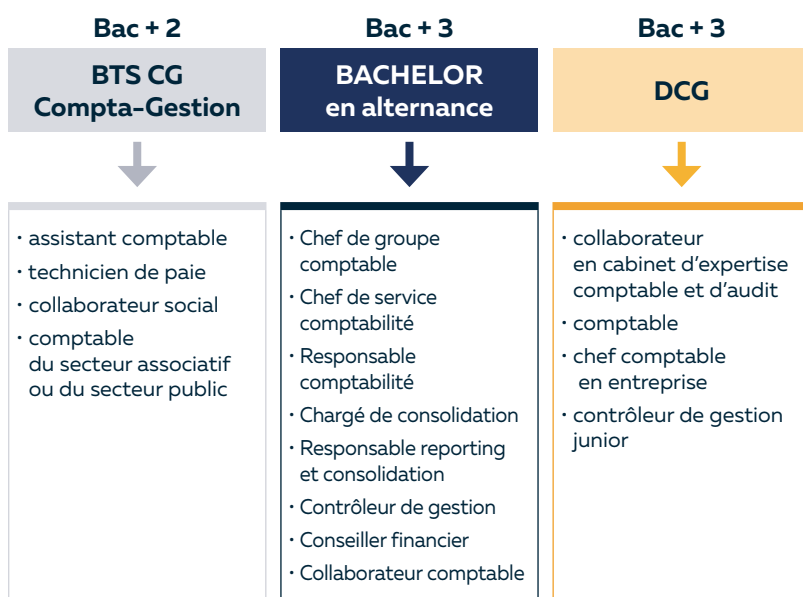 Bac + 2
BTS CG
Compta-Gestion
· assistant comptable
· technicien de paie
· collaborateur social
· comptable
du secteur associatif
ou du secteur public
Bac + 3
BACHELOR
en alternance
· Chef de groupe
comptable
· Chef de service
comptabilité
· Responsable
comptabilité
· Chargé de consolidation
· Responsable reporting
et consolidation
· Contrôleur de gestion
· Conseiller financier
· Collaborateur comptable
Bac + 3
DCG
· collaborateur
en cabinet d'expertise
comptable et d'audit
· comptable
· chef comptable
en entreprise
· contrôleur de gestion
junior